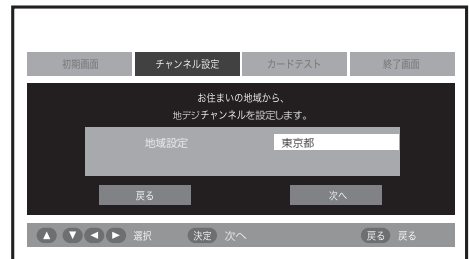 初期画面 チャンネル設定 カードテスト 終了画面
お住まいの地域から、
地デジチャンネルを設定します。
地域設定 東京都
戻る 次へ
選択 決定 次へ 戻る 戻る